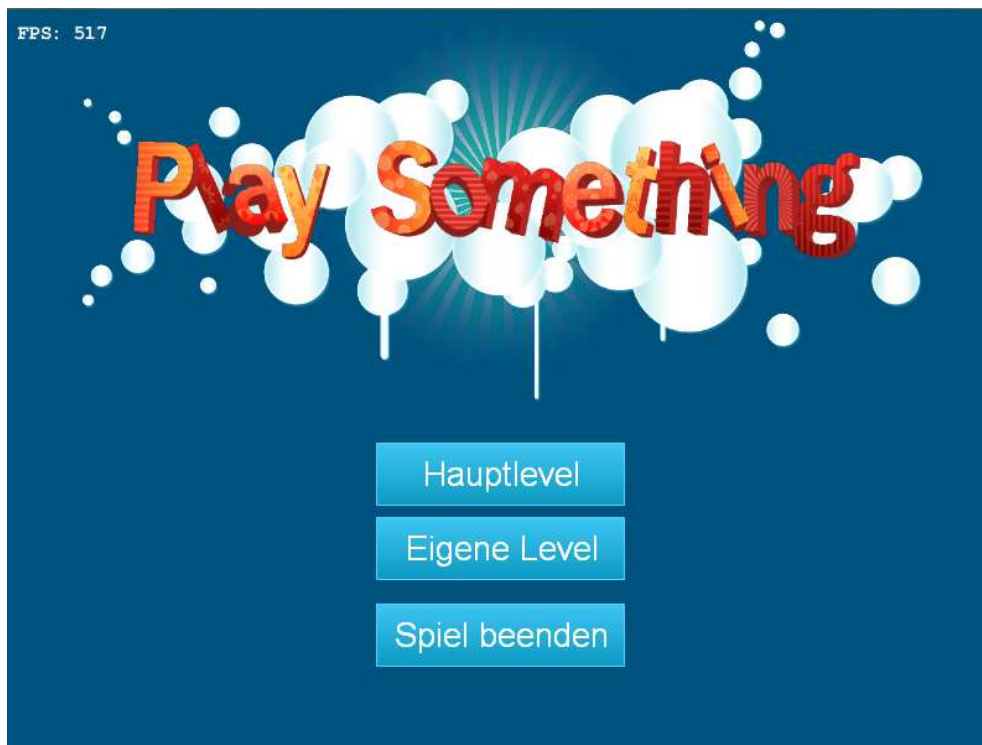 FPS: 517
Play Something
Hauptlevel
Eigene Level
Spiel beenden